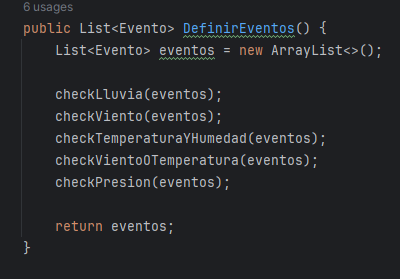 6 usages
public List<Evento> DefinirEventos() {
    List<Evento> eventos = new ArrayList<>();
    checkLluvia(eventos);
    checkViento(eventos);
    checkTemperaturaYHumedad(eventos);
    checkVientoOTemperatura(eventos);
    checkPresion(eventos);
    return eventos;
}